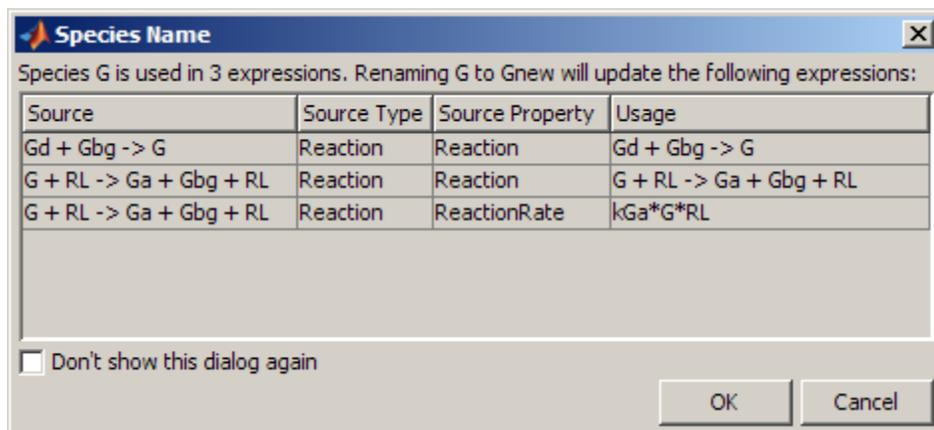 Species Name
Species G is used in 3 expressions. Renaming G to Gnew will update the following expressions:
Source Source Type Source Property Usage
Gd + Gbg -> G Reaction Reaction Gd + Gbg -> G
G + RL -> Ga + Gbg + RL Reaction Reaction G + RL -> Ga + Gbg + RL
G + RL -> Ga + Gbg + RL Reaction ReactionRate kGa*G*RL
Don't show this dialog again
OK Cancel